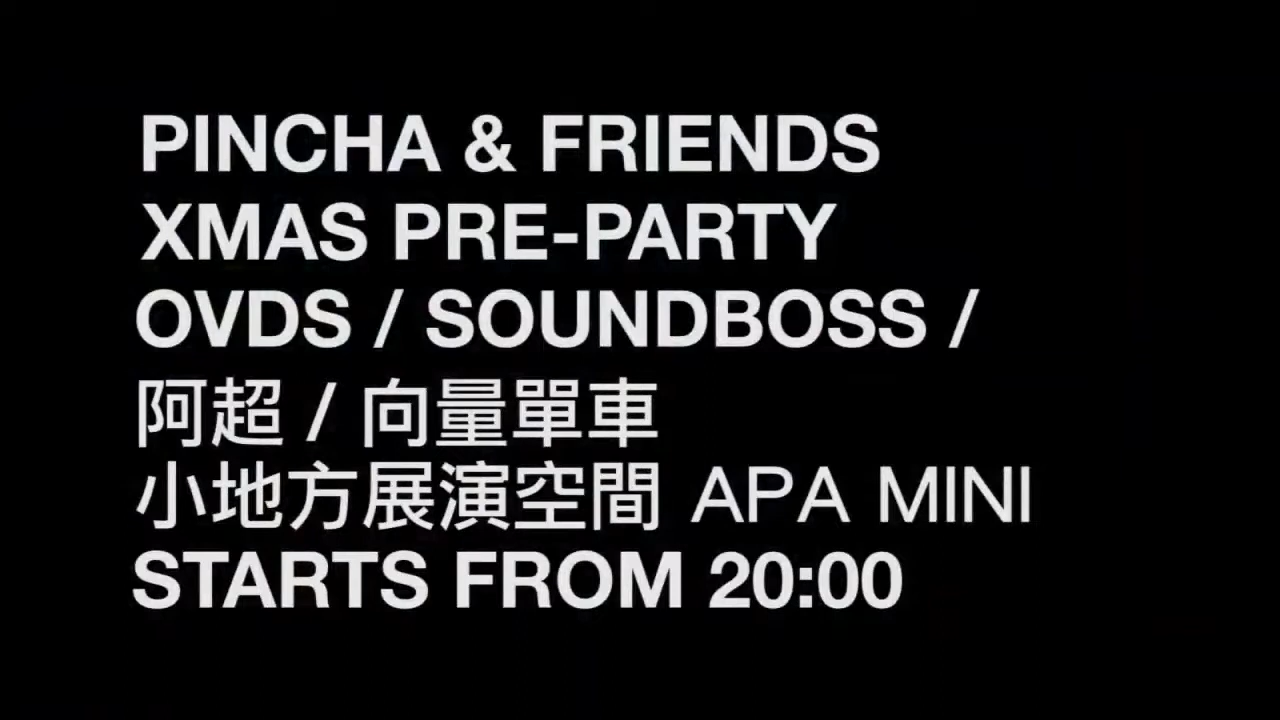 PINCHA & FRIENDS
XMAS PRE-PARTY
OVDS / SOUNDBOSS /
阿超 / 向量單車
小地方展演空間 APA MINI
STARTS FROM 20:00